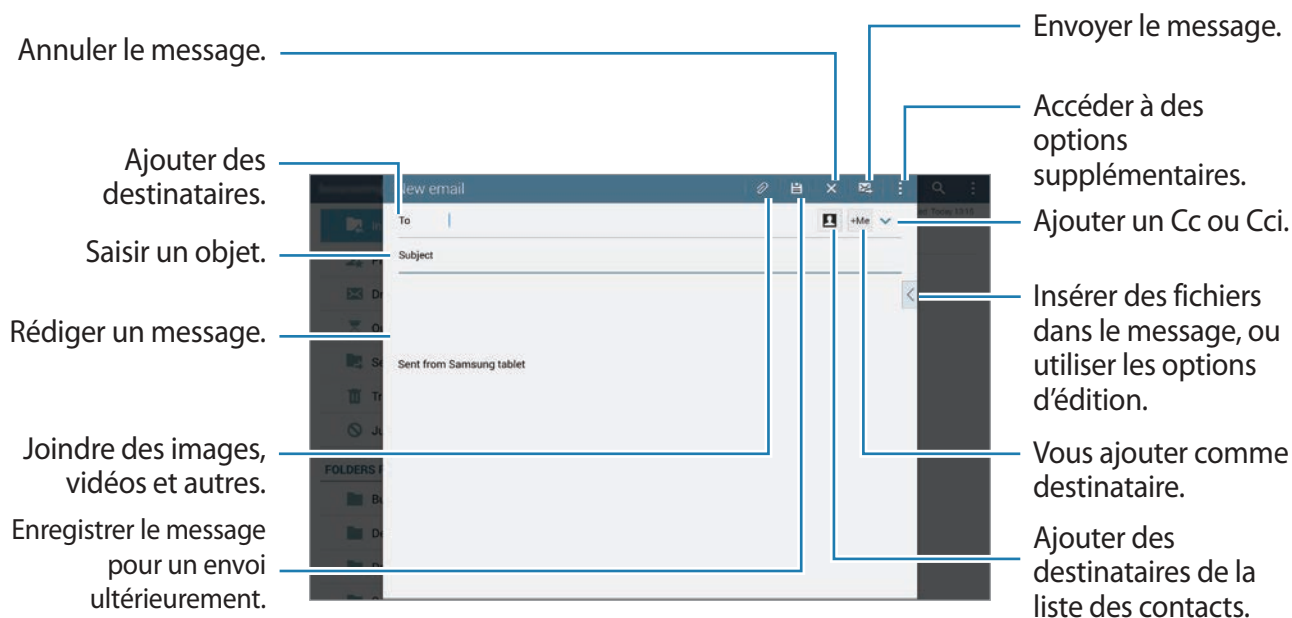 Annuler le message.
Ajouter des
destinataires.
Saisir un objet.
Rédiger un message.
Joindre des images,
vidéos et autres.
Enregistrer le message
pour un envoi
ultérieurement.
New email
To
+Me
Subject
Sent from Samsung tablet
FOLDERS
Envoyer le message.
Accéder à des
options
supplémentaires.
Ajouter un Cc ou Cci.
Insérer des fichiers
dans le message, ou
utiliser les options
d’édition.
Vous ajouter comme
destinataire.
Ajouter des
destinataires de la
liste des contacts.